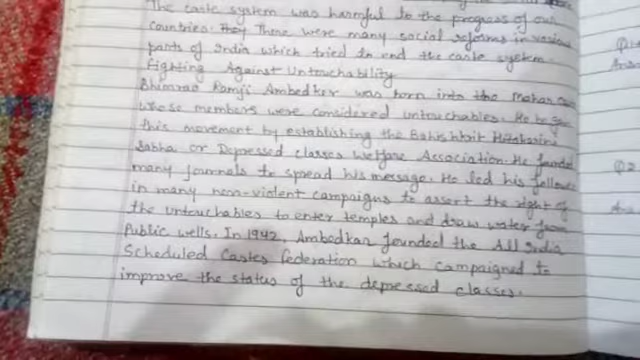 The caste system was harmful to the progress of our
countries. They There were many social reforms in various
parts of India which tried to end the caste system.
Fighting Against Untouchability
Bhimrao Ramji Ambedker was born into the Mahar
whose members were considered untouchables. He began
this movement by establishing the Bahishkrit Hitakarini
Sabha or Depressed classes Welfare Association. He founded
many journals to spread his message. He led his follower
in many non-violent campaigns to assert the right of
the untouchables to enter temples and draw water from
Public wells. In 1942, Ambedkar founded the All India
Scheduled Castes federation which campaigned to
improve the status of the depressed classes.